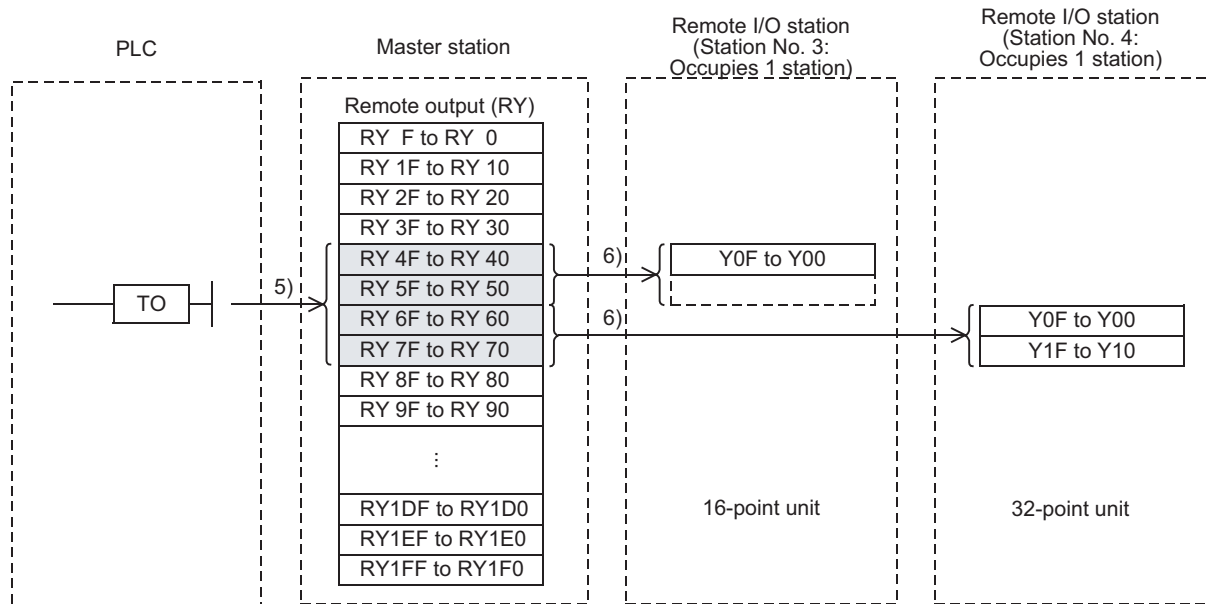 PLC
Master station
Remote I/O station
(Station No. 3:
Occupies 1 station)
Remote I/O station
(Station No. 4:
Occupies 1 station)
Remote output (RY)
RY F to RY 0
RY 1F to RY 10
RY 2F to RY 20
RY 3F to RY 30
RY 4F to RY 40
RY 5F to RY 50
RY 6F to RY 60
RY 7F to RY 70
RY 8F to RY 80
RY 9F to RY 90
...
RY1DF to RY1D0
RY1EF to RY1E0
RY1FF to RY1F0
TO
5)
6)
6)
Y0F to Y00
Y0F to Y00
Y1F to Y10
16-point unit
32-point unit